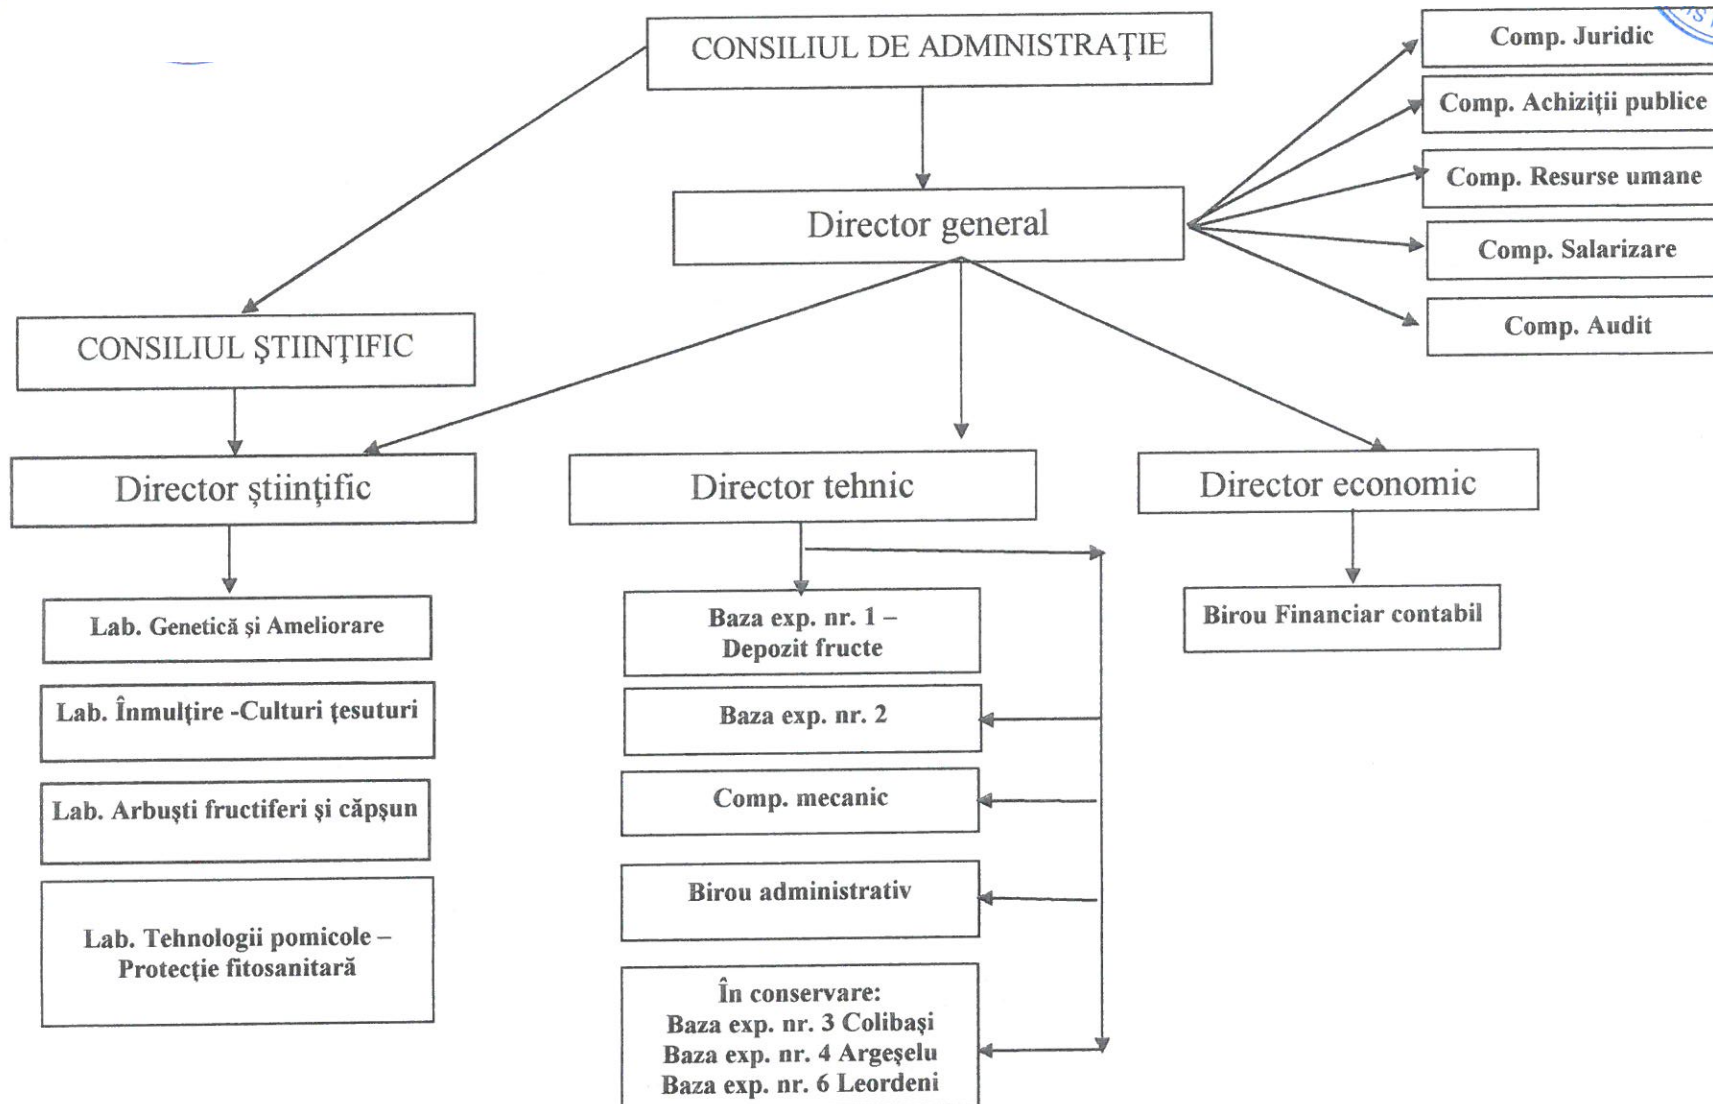 CONSILIUL DE ADMINISTRAŢIE
Comp. Juridic
Comp. Achiziţii publice
Comp. Resurse umane
Comp. Salarizare
Comp. Audit
Director general
CONSILIUL ŞTIINŢIFIC
Director ştiinţific
Director tehnic
Director economic
Lab. Genetică şi Ameliorare
Lab. Înmulţire -Culturi ţesuturi
Lab. Arbuşti fructiferi şi căpşun
Lab. Tehnologii pomicole –
Protecţie fitosanitară
Baza exp. nr. 1 –
Depozit fructe
Baza exp. nr. 2
Comp. mecanic
Birou administrativ
În conservare:
Baza exp. nr. 3 Colibaşi
Baza exp. nr. 4 Argeşelu
Baza exp. nr. 6 Leordeni
Birou Financiar contabil